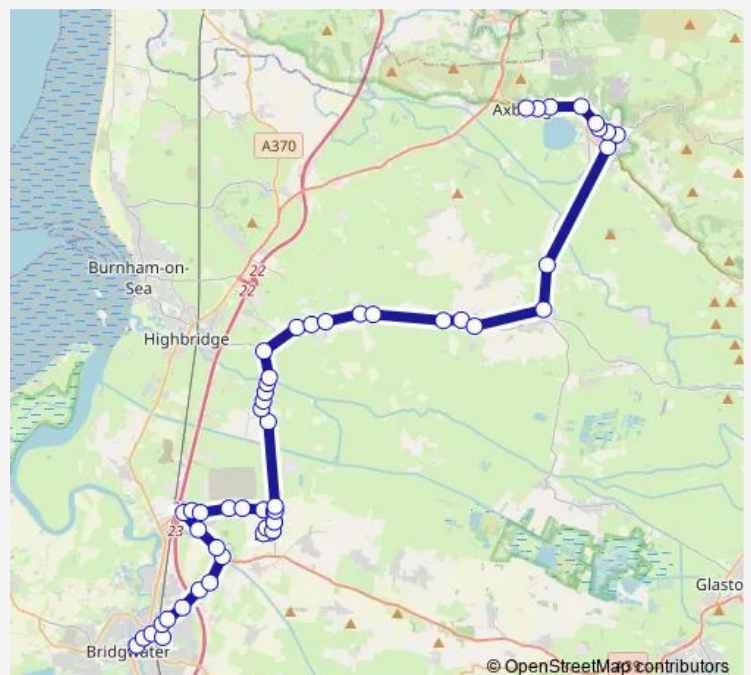 Axb
A370
Burnham-on-
Sea
22
22
Highbridge
23
Glasto
Bridgwater
© OpenStreetMap contributors